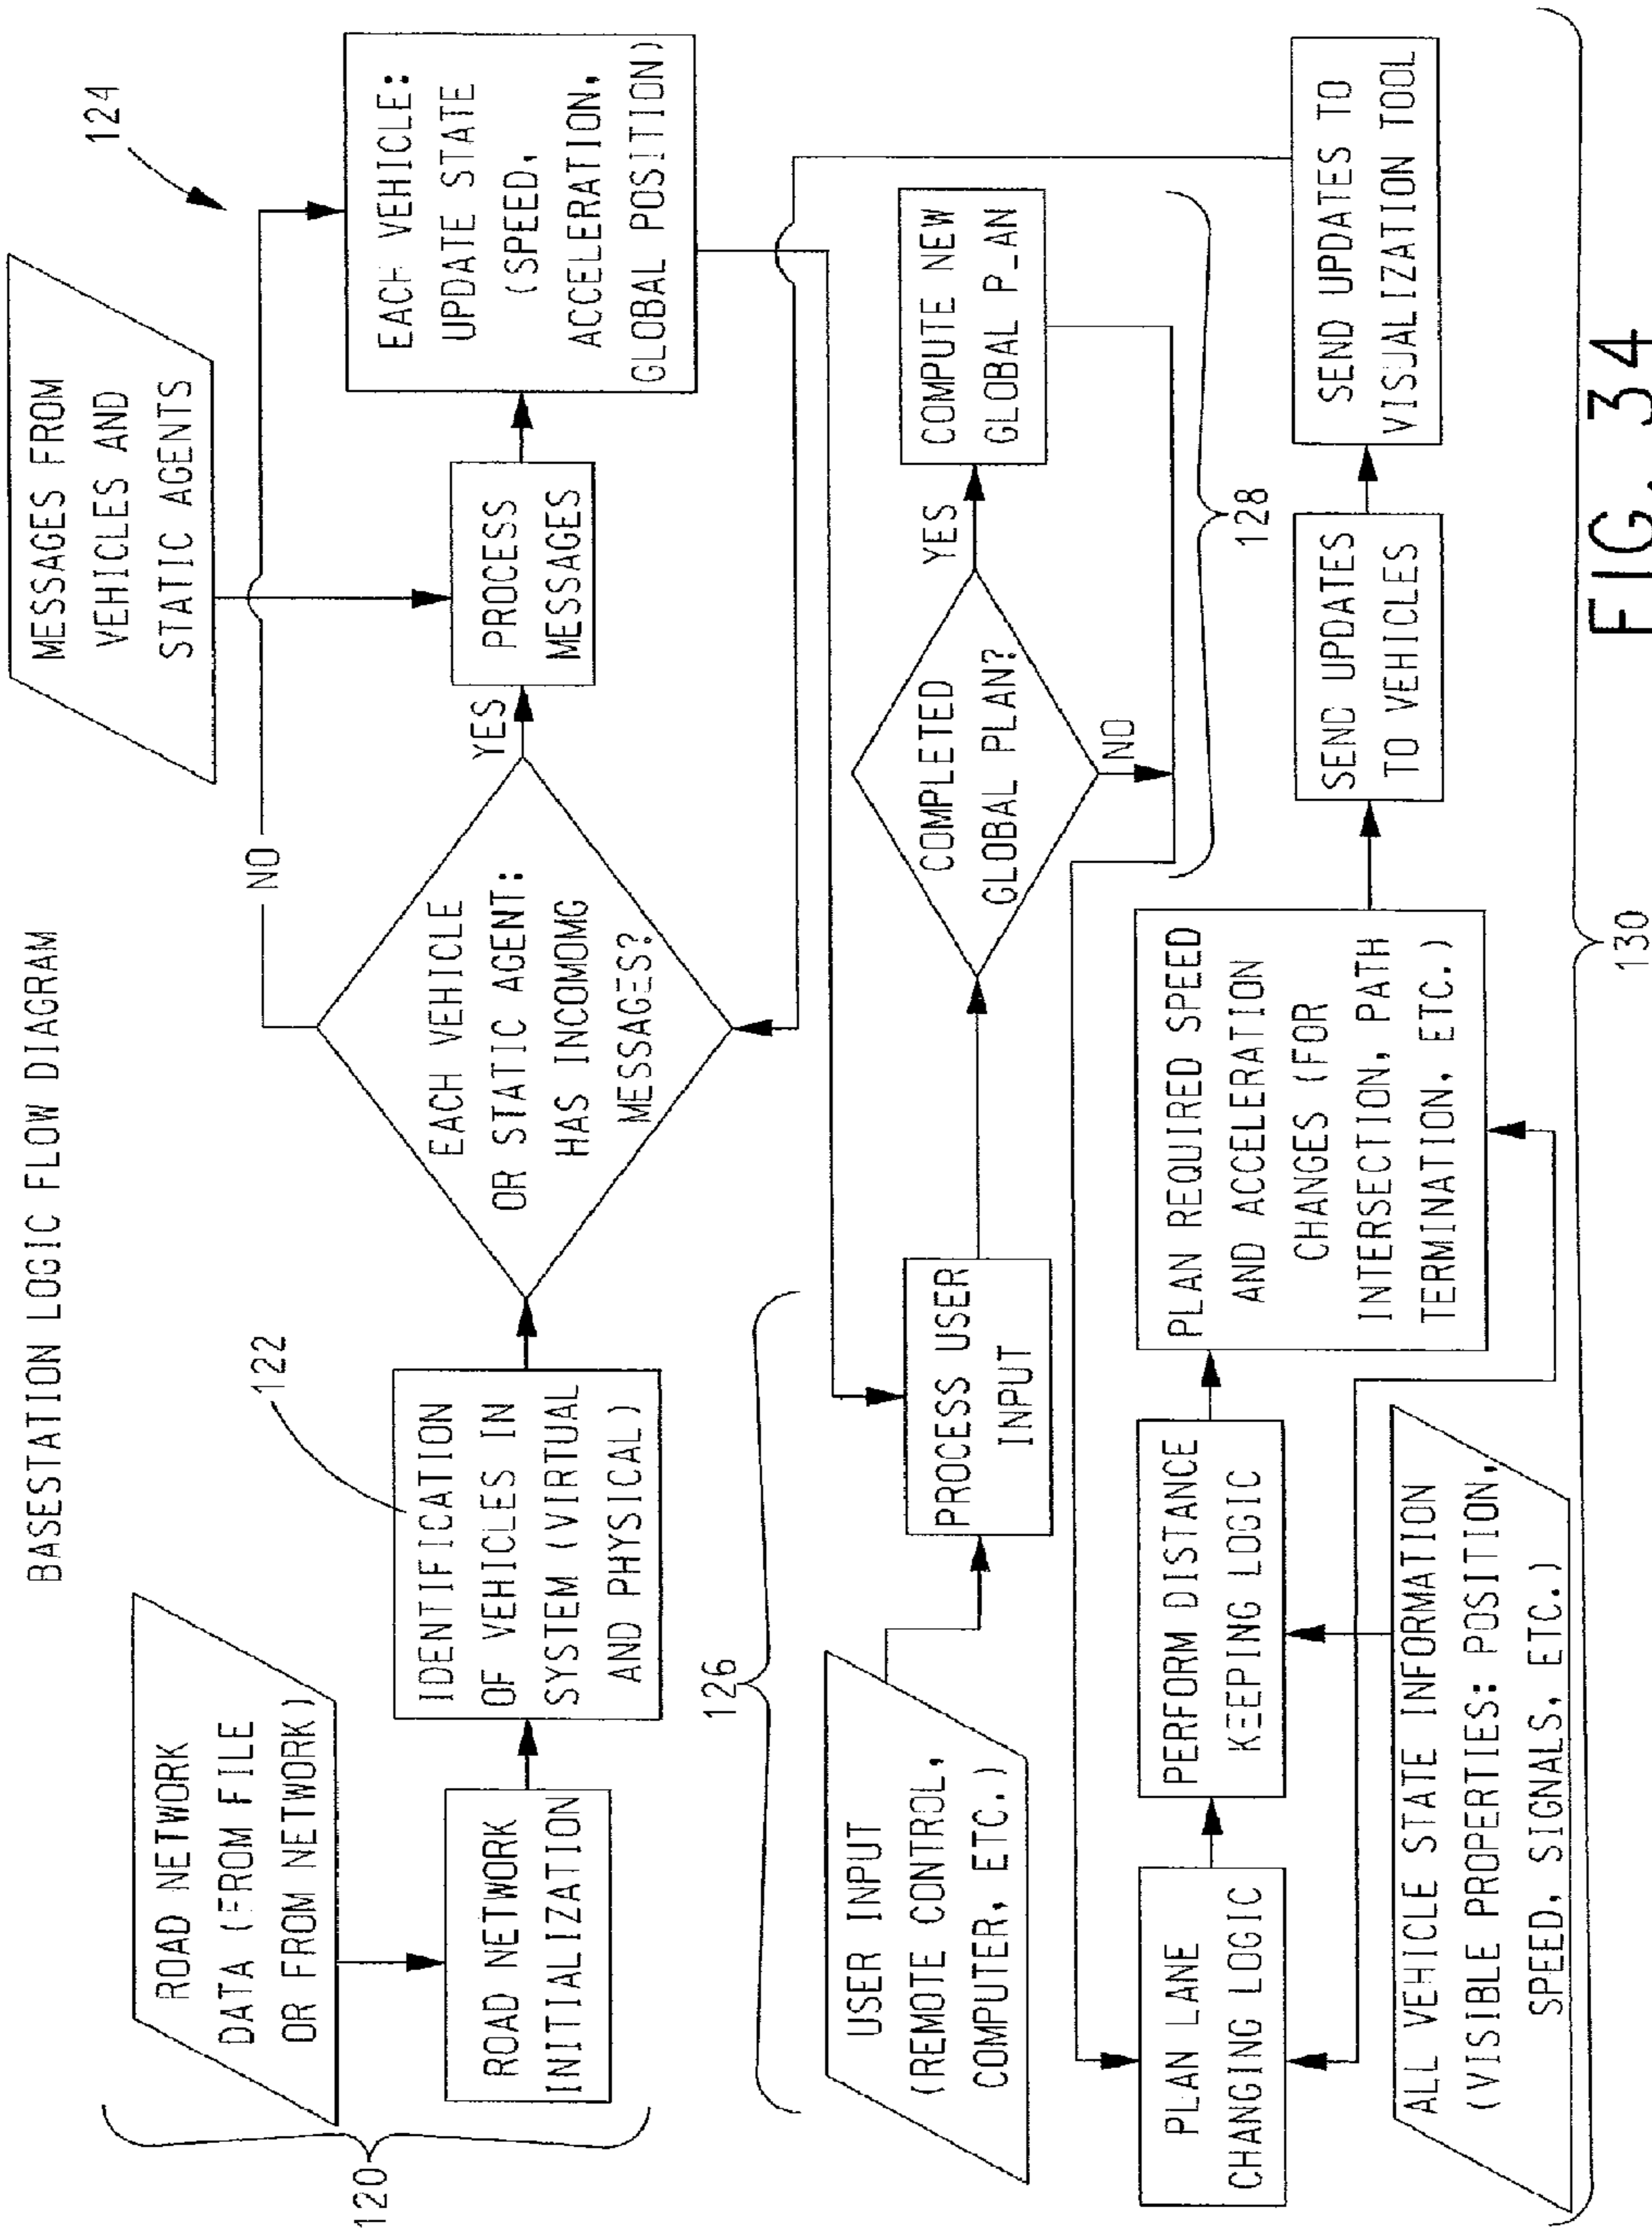 BASESTATION LOGIC FLOW DIAGRAM
ROAD NETWORK
DATA (FROM FILE
OR FROM NETWORK)
ROAD NETWORK
INITIALIZATION
120
IDENTIFICATION
OF VEHICLES IN
SYSTEM (VIRTUAL
AND PHYSICAL)
122
EACH VEHICLE
OR STATIC AGENT:
HAS INCOMOMG
MESSAGES?
NO
YES
MESSAGES FROM
VEHICLES AND
STATIC AGENTS
PROCESS
MESSAGES
124
EACH VEHICLE:
UPDATE STATE
(SPEED,
ACCELERATION,
GLOBAL POSITION)
126
USER INPUT
(REMOTE CONTROL,
COMPUTER, ETC.)
PROCESS USER
INPUT
COMPLETED
GLOBAL PLAN?
YES
NO
COMPUTE NEW
GLOBAL PLAN
128
PLAN LANE
CHANGING LOGIC
PERFORM DISTANCE
KEEPING LOGIC
PLAN REQUIRED SPEED
AND ACCELERATION
CHANGES (FOR
INTERSECTION, PATH
TERMINATION, ETC.)
SEND UPDATES
TO VEHICLES
SEND UPDATES TO
VISUALIZATION TOOL
ALL VEHICLE STATE INFORMATION
(VISIBLE PROPERTIES: POSITION,
SPEED, SIGNALS, ETC.)
130
FIG. 34